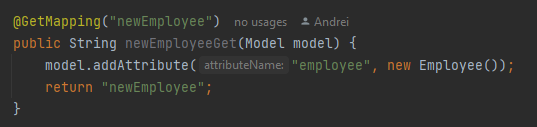 @GetMapping("newEmployee") no usages Andrei
public String newEmployeeGet(Model model) {
model.addAttribute( attributeName: "employee", new Employee());
return "newEmployee";
}